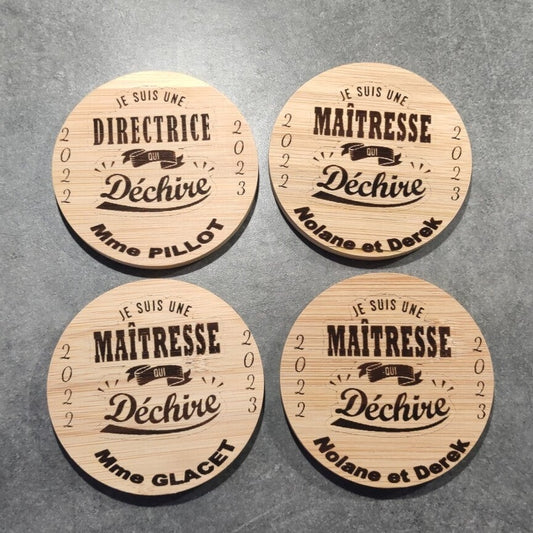 JE SUIS UNE
DIRECTRICE
QUI
Déchire
2022
2023
Mme PILLOT
JE SUIS UNE
MAÎTRESSE
QUI
Déchire
2022
2023
Nolane et Derek
JE SUIS UNE
MAÎTRESSE
QUI
Déchire
2022
2023
Mme GLACET
JE SUIS UNE
MAÎTRESSE
QUI
Déchire
2022
2023
Nolane et Derek